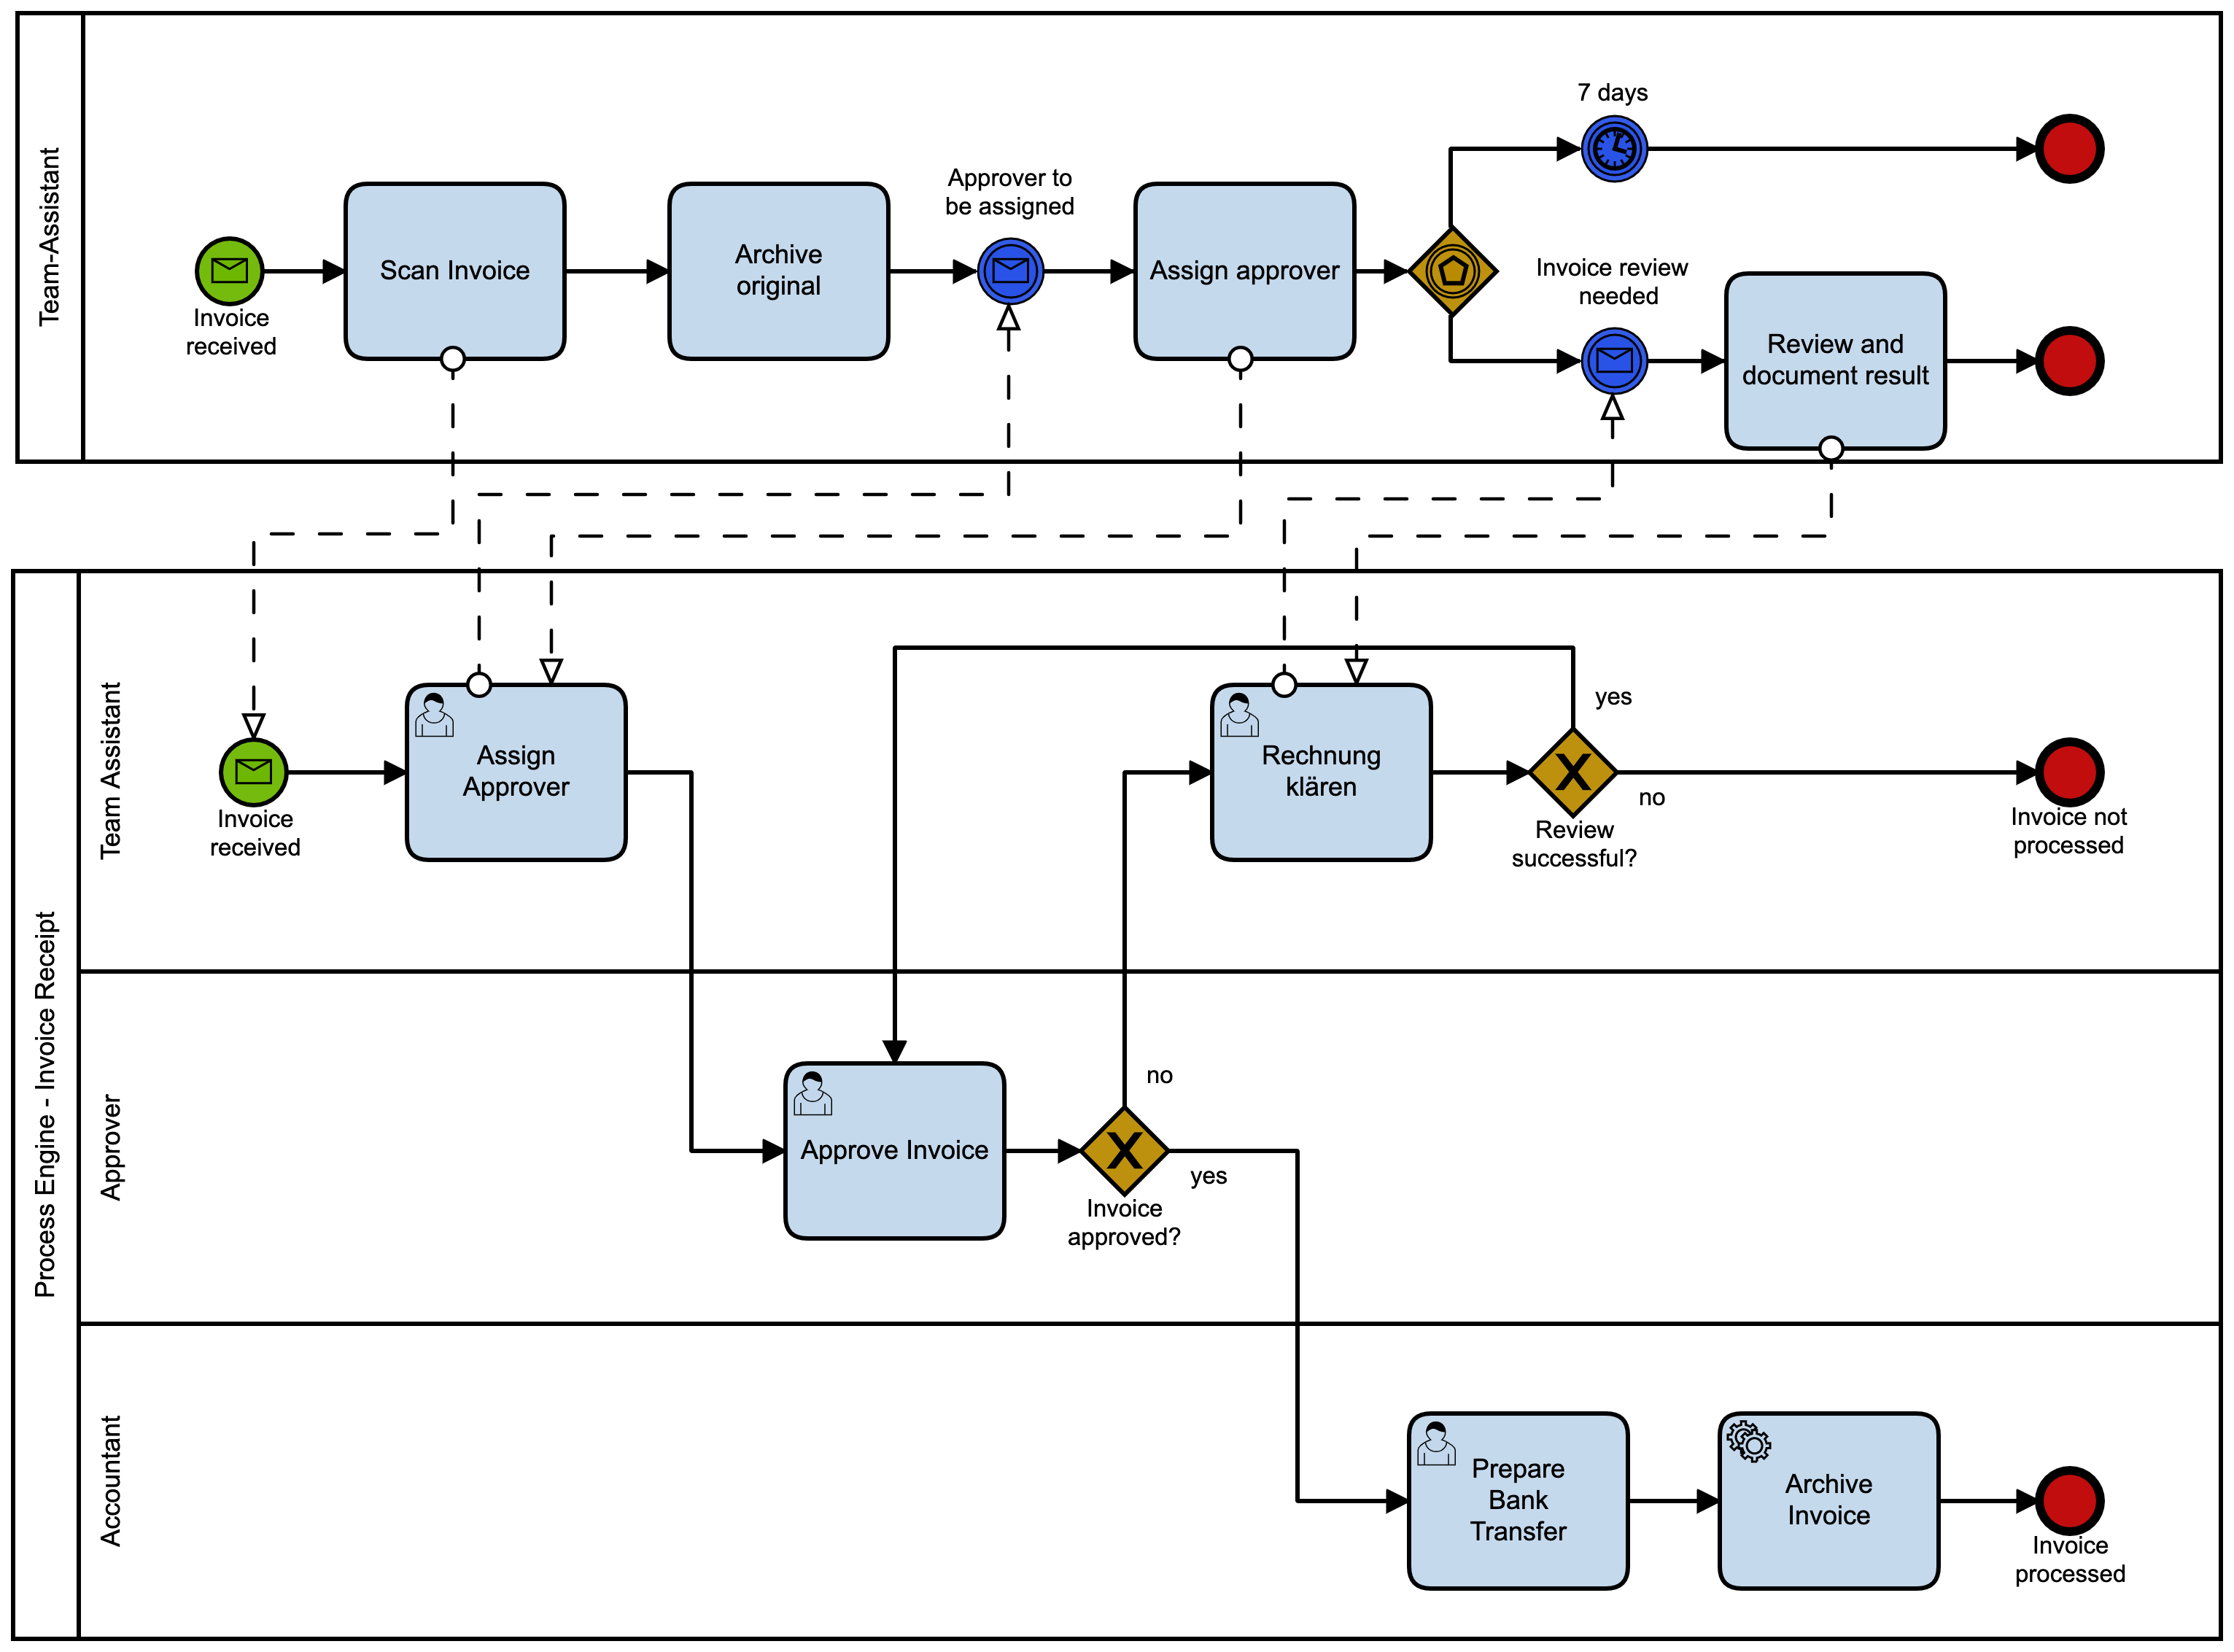 Team-Assistant
7 days
Approver to
be assigned
Scan Invoice
Archive
original
Assign approver
Invoice review
needed
Invoice
received
Review and
document result
Process Engine - Invoice Receipt
Team Assistant
yes
Assign
Approver
Rechnung
klären
no
Invoice
received
Review
successful?
Invoice not
processed
Approver
no
Approve Invoice
yes
Invoice
approved?
Accountant
Prepare
Bank
Transfer
Archive
Invoice
Invoice
processed